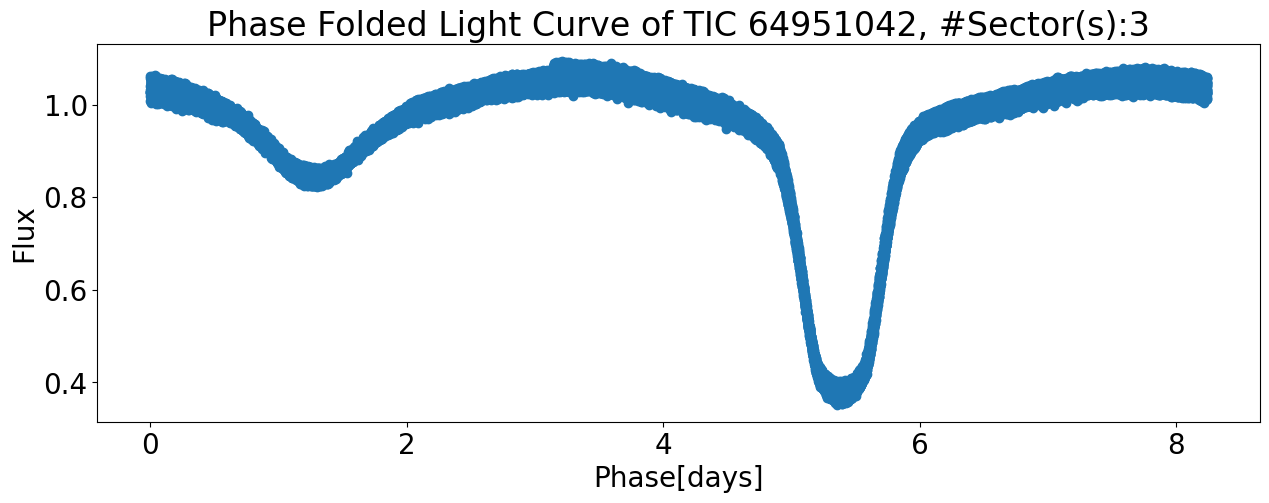 Phase Folded Light Curve of TIC 64951042, #Sector(s):3
Flux
1.0
0.8
0.6
0.4
0 2 4 6 8
Phase[days]